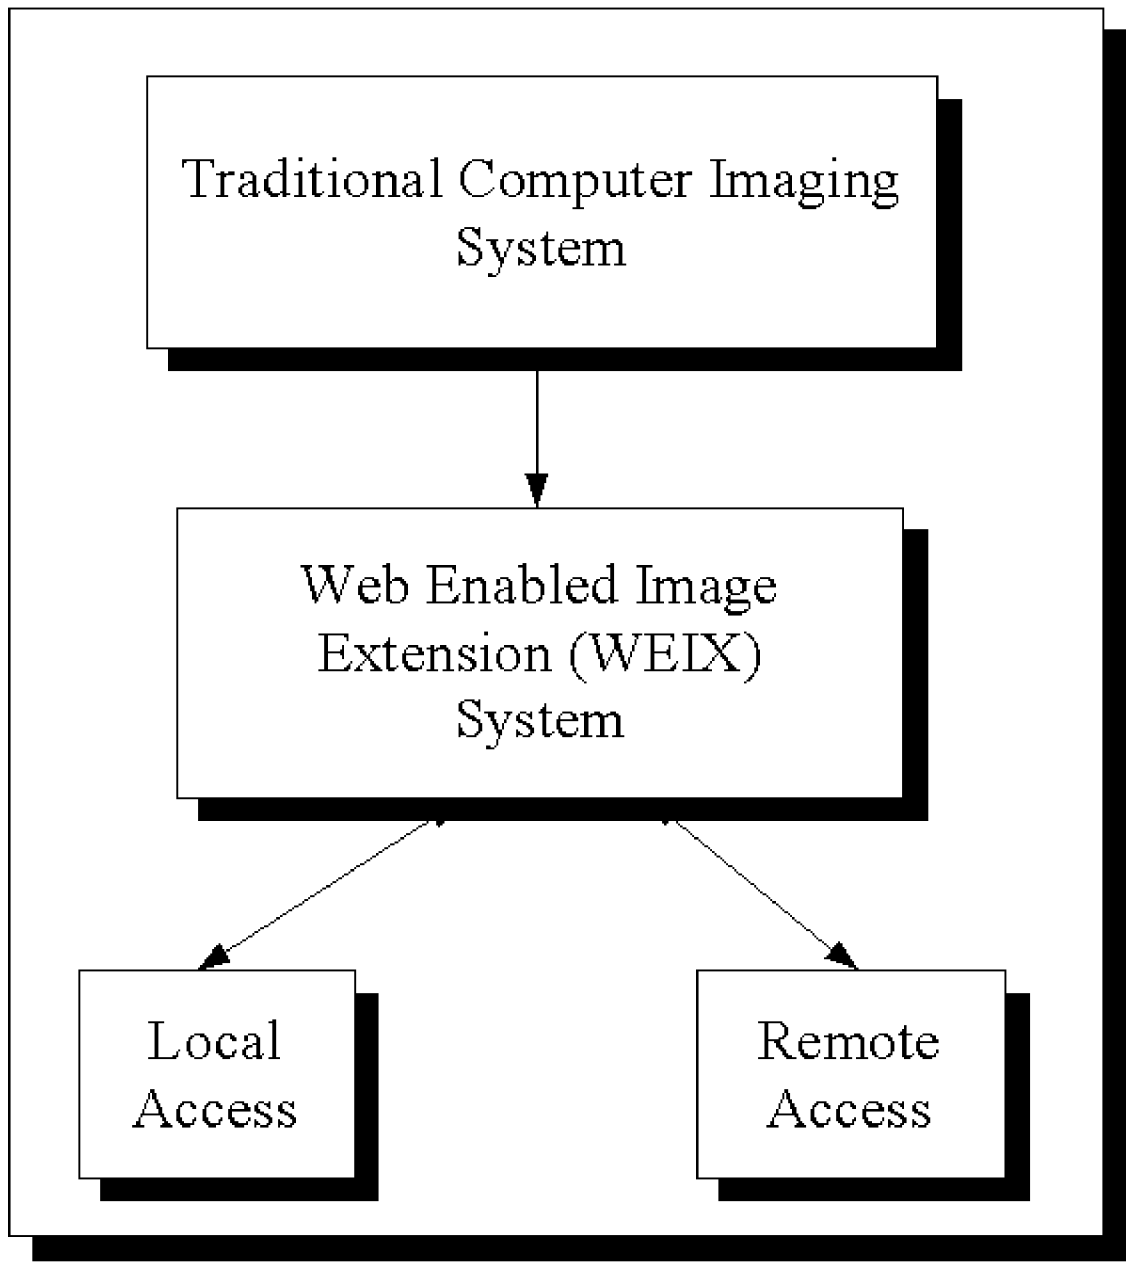 Traditional Computer Imaging
System
Web Enabled Image
Extension (WEIX)
System
Local
Access
Remote
Access